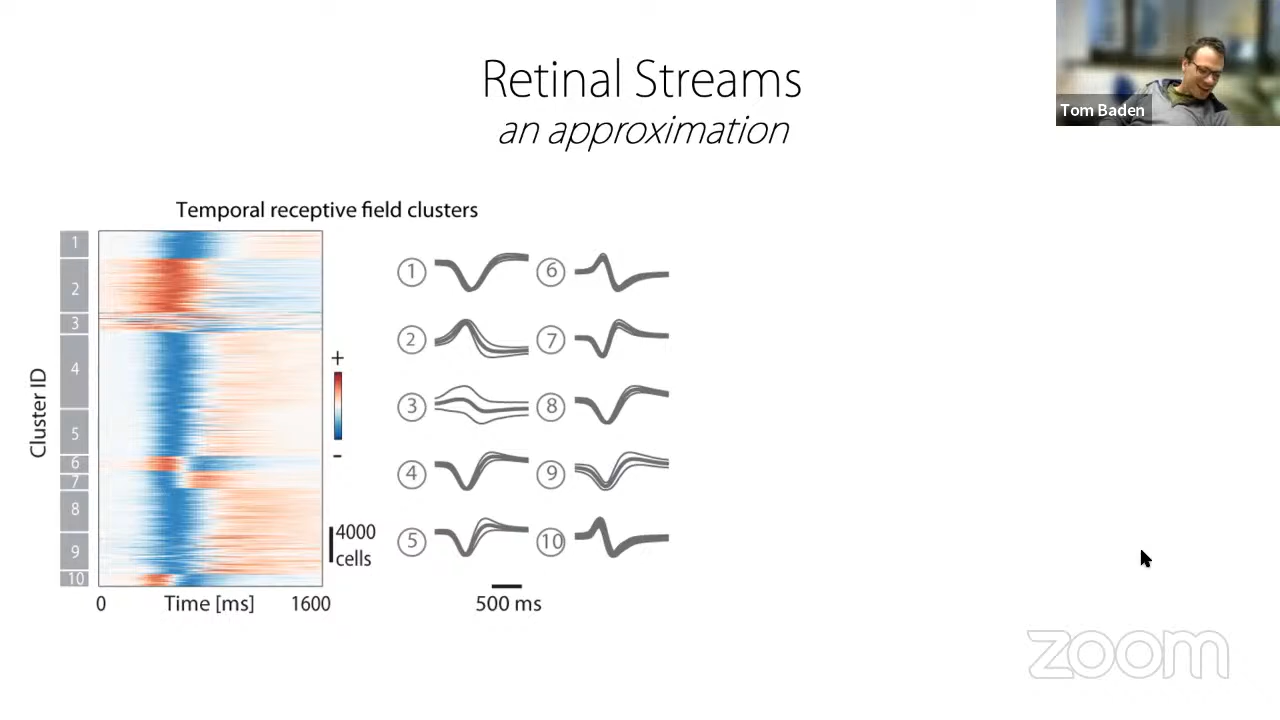 Retinal Streams
an approximation
Tom Baden
Temporal receptive field clusters
Cluster ID
1
2
3
4
5
6
7
8
9
10
+
-
4000
cells
0 Time [ms] 1600
1 6
2 7
3 8
4 9
5 10
500 ms
zoom